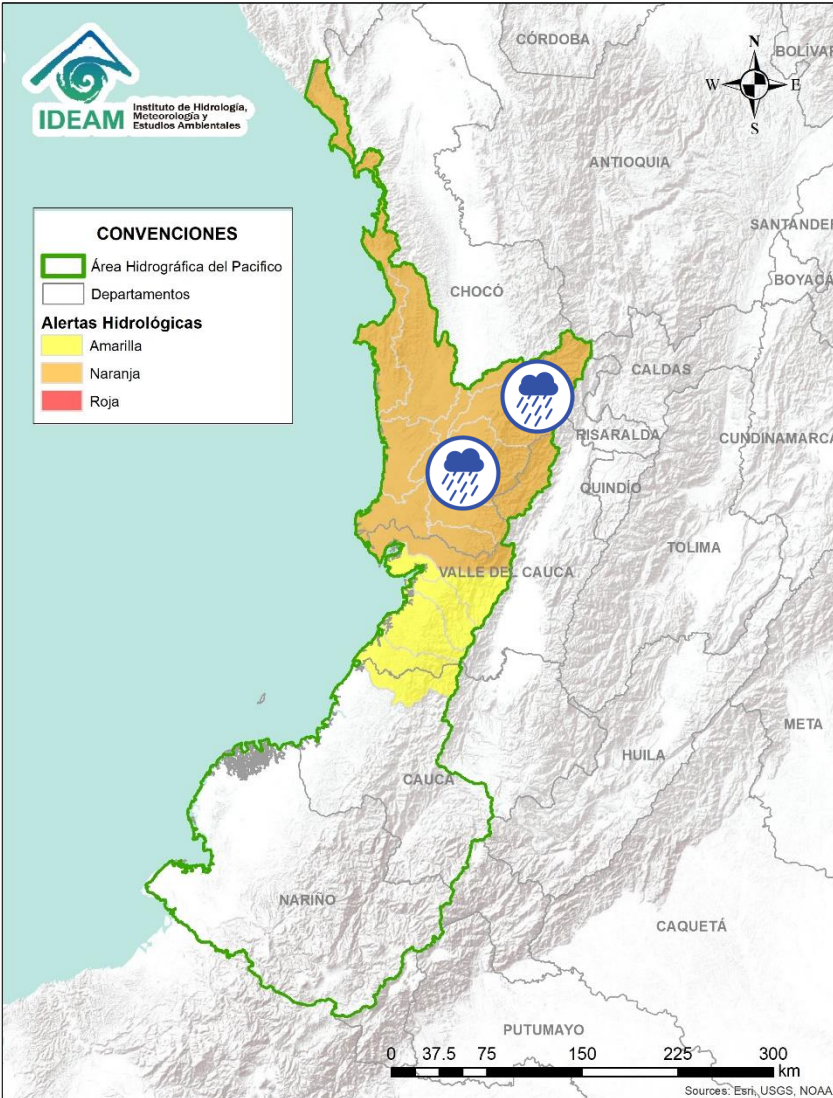 IDEAM
Instituto de Hidrología,
Meteorología y
Estudios Ambientales
N
W
E
S
CÓRDOBA
BOLÍVAR
ANTIOQUIA
SANTANDER
BOYACÁ
CONVENCIONES
Área Hidrográfica del Pacifico
Departamentos
Alertas Hidrológicas
Amarilla
Naranja
Roja
CHOCÓ
CALDAS
RISARALDA
CUNDINAMARCA
QUINDÍO
TOLIMA
VALLE DEL CAUCA
META
HUILA
CAUCA
NARIÑO
CAQUETÁ
PUTUMAYO
0 37.5 75 150 225 300
km
Sources: Esri, USGS, NOAA